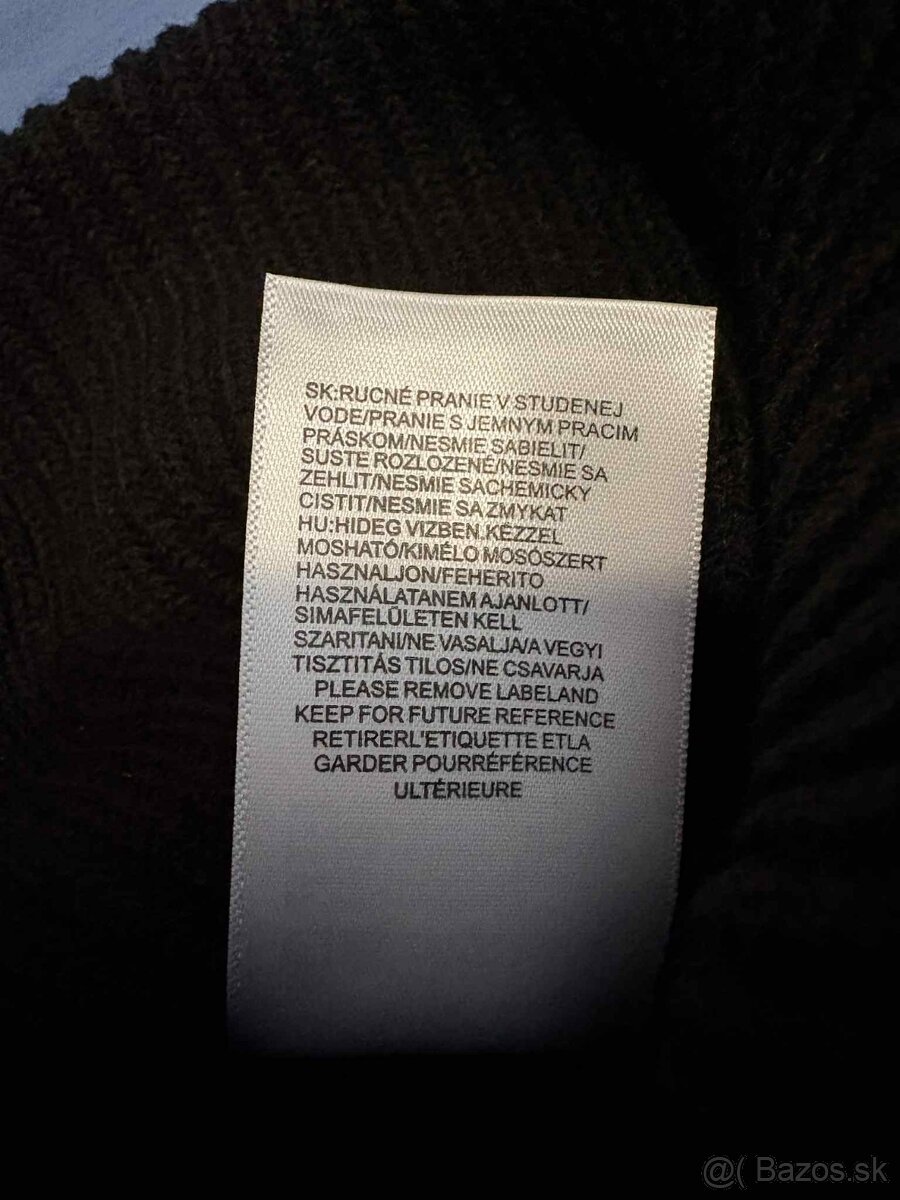 SK:RUCNÉ PRANIE V STUDENEJ
VODE/PRANIE S JEMNYM PRACIM
PRÁSKOM/NESMIE SABIELIT/
SUSTE ROZLOZENÉ/NESMIE SA
ZEHLIT/NESMIE SACHEMICKY
CISTIT/NESMIE SA ZMYKAT
HU:HIDEG VIZBEN KÉZZEL
MOSHATÓ/KIMÉLO MOSÓSZERT
HASZNALJON/FEHERITO
HASZNÁLATANEM AJANLOTT/
SIMAFELÜLETEN KELL
SZARITANI/NE VASALJA/A VEGYI
TISZTITÁS TILOS/NE CSAVARJA
PLEASE REMOVE LABELAND
KEEP FOR FUTURE REFERENCE
RETIRERL'ETIQUETTE ETLA
GARDER POURRÉFÉRENCE
ULTÉRIEURE
@( Bazos.sk